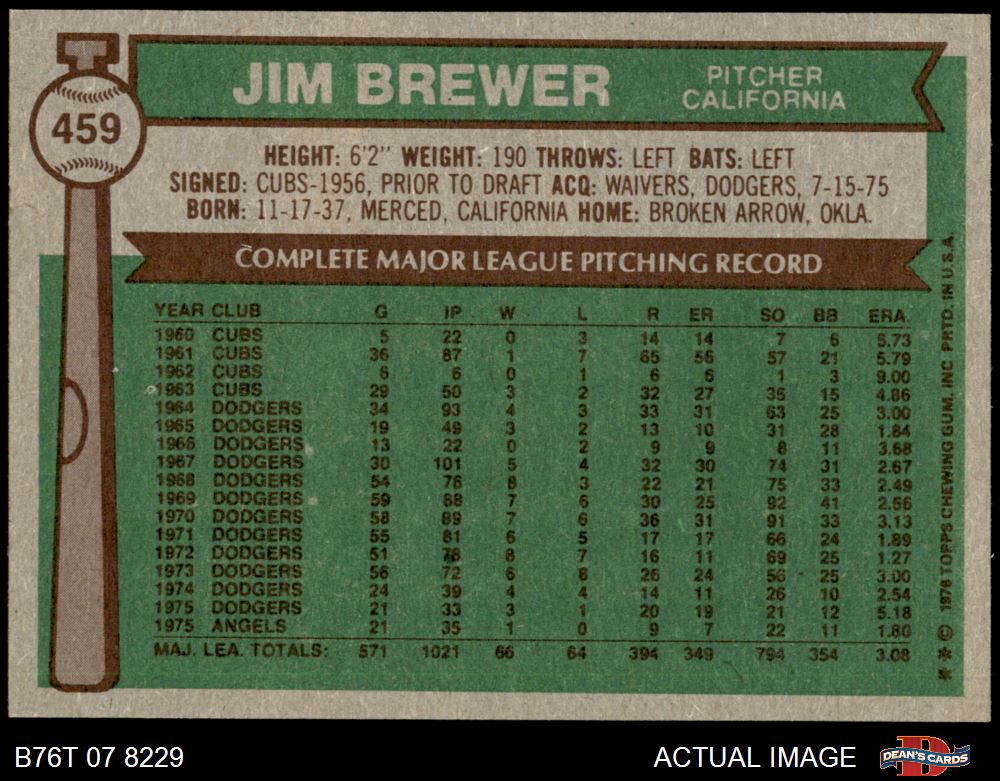 JIM BREWER
PITCHER
CALIFORNIA
459
HEIGHT: 6'2" WEIGHT: 190 THROWS: LEFT BATS: LEFT
SIGNED: CUBS-1956, PRIOR TO DRAFT ACQ: WAIVERS, DODGERS, 7-15-75
BORN: 11-17-37, MERCED, CALIFORNIA HOME: BROKEN ARROW, OKLA.
COMPLETE MAJOR LEAGUE PITCHING RECORD
YEAR CLUB G IP W L R ER SO BB ERA
1960 CUBS 5 22 0 3 14 14 7 6 5.73
1961 CUBS 36 87 1 7 65 56 57 21 5.79
1962 CUBS 6 6 0 1 6 6 1 3 9.00
1963 CUBS 29 50 3 2 32 27 35 15 4.86
1964 DODGERS 34 93 4 3 33 31 63 25 3.00
1965 DODGERS 19 49 3 2 13 10 31 28 1.84
1966 DODGERS 13 22 0 2 9 9 8 11 3.68
1967 DODGERS 30 101 5 4 32 30 74 31 2.67
1968 DODGERS 54 76 8 3 22 21 75 33 2.49
1969 DODGERS 59 88 7 6 30 25 92 41 2.56
1970 DODGERS 58 89 7 6 36 31 91 33 3.13
1971 DODGERS 55 81 6 5 17 17 66 24 1.89
1972 DODGERS 51 78 8 7 16 11 69 25 1.27
1973 DODGERS 56 72 6 8 26 24 56 25 3.00
1974 DODGERS 24 39 4 4 14 11 26 10 2.54
1975 DODGERS 21 33 3 1 20 19 21 12 5.18
1975 ANGELS 21 35 1 0 9 7 22 11 1.80
MAJ. LEA. TOTALS: 571 1021 66 64 394 349 794 354 3.08
* * © 1976 TOPPS CHEWING GUM, INC. PRTD. IN U.S.A.
B76T 07 8229
ACTUAL IMAGE
DEAN'S CARDS